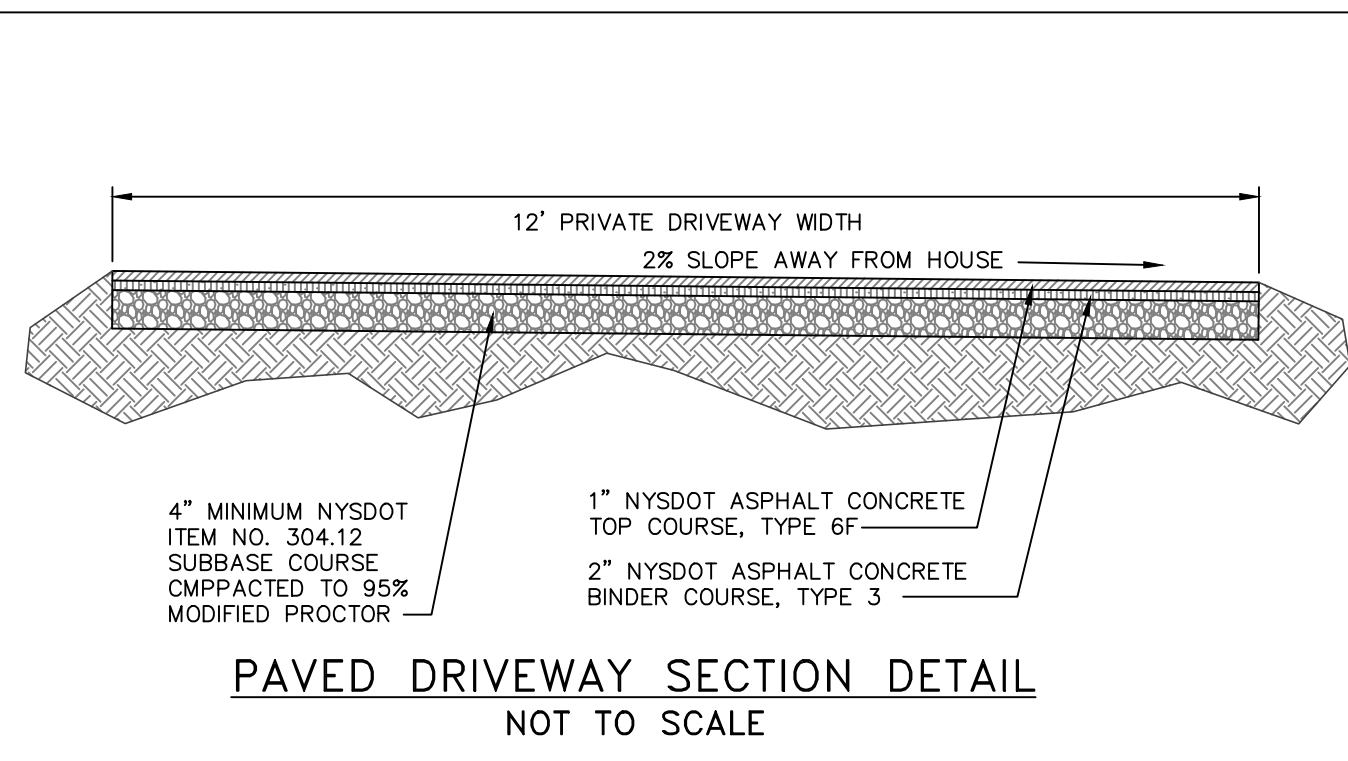 12' PRIVATE DRIVEWAY WIDTH
2% SLOPE AWAY FROM HOUSE
4" MINIMUM NYSDOT
ITEM NO. 304.12
SUBBASE COURSE
CMPPACTED TO 95%
MODIFIED PROCTOR
1" NYSDOT ASPHALT CONCRETE
TOP COURSE, TYPE 6F
2" NYSDOT ASPHALT CONCRETE
BINDER COURSE, TYPE 3
PAVED DRIVEWAY SECTION DETAIL
NOT TO SCALE